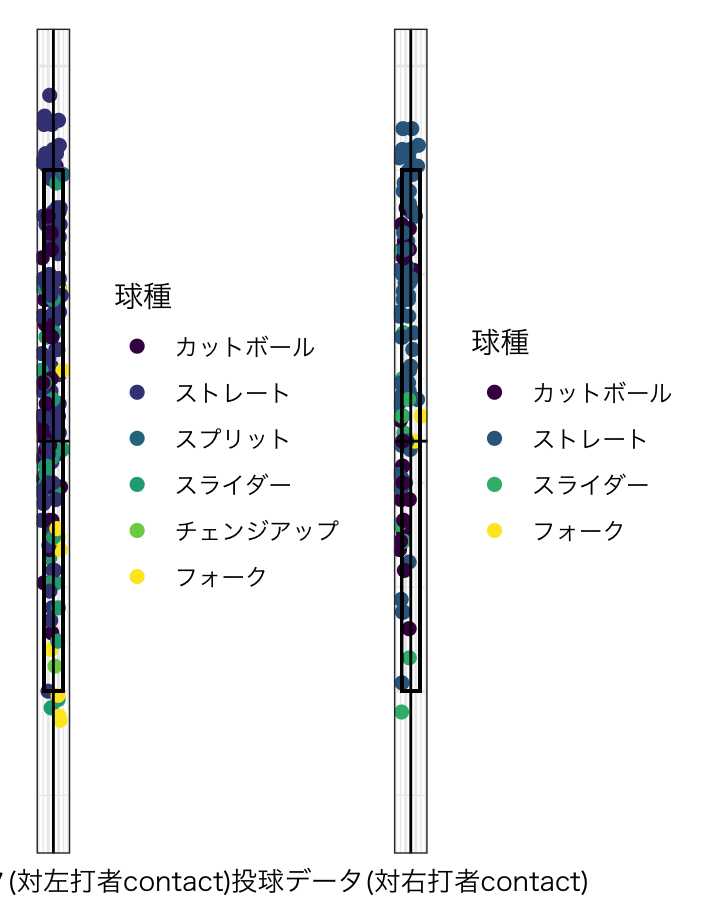 球種
カットボール
ストレート
スプリット
スライダー
チェンジアップ
フォーク
球種
カットボール
ストレート
スライダー
フォーク
(対左打者contact)投球データ(対右打者contact)